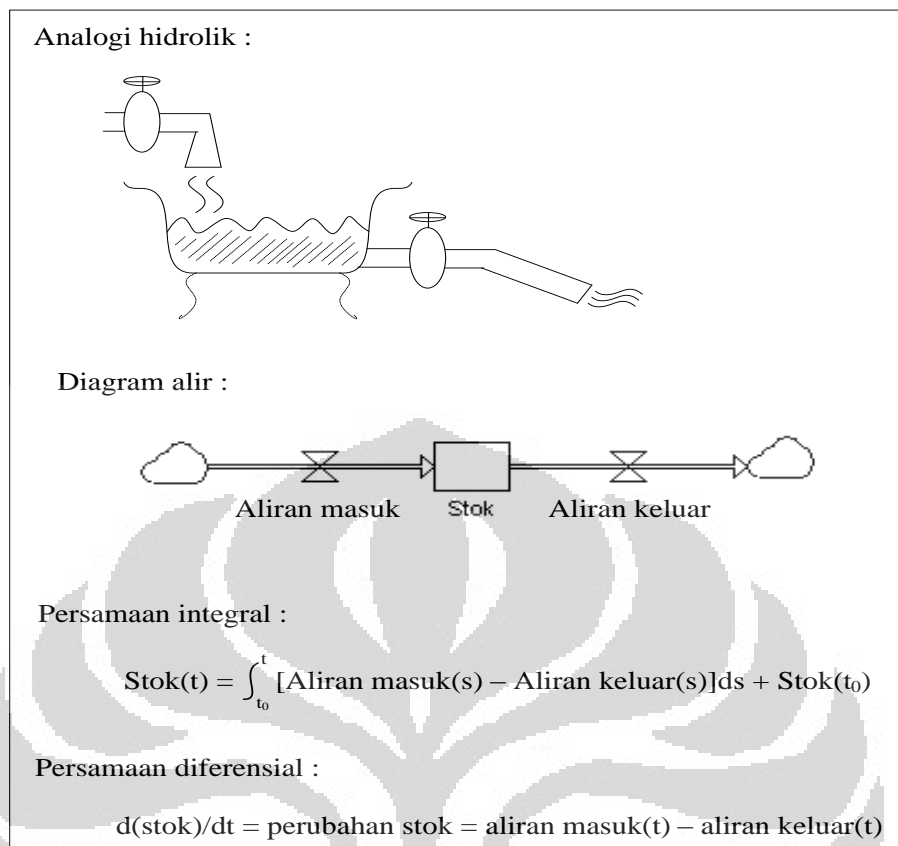 Analogi hidrolik :
Diagram alir :
Aliran masuk Stok Aliran keluar
Persamaan integral :
Stok(t) = ∫ₜ₀ᵗ [Aliran masuk(s) – Aliran keluar(s)]ds + Stok(t₀)
Persamaan diferensial :
d(stok)/dt = perubahan stok = aliran masuk(t) – aliran keluar(t)